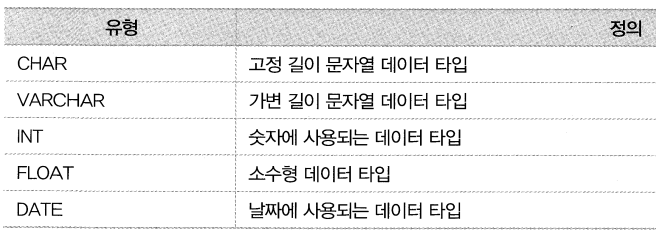 유형 정의
CHAR 고정 길이 문자열 데이터 타입
VARCHAR 가변 길이 문자열 데이터 타입
INT 숫자에 사용되는 데이터 타입
FLOAT 소수형 데이터 타입
DATE 날짜에 사용되는 데이터 타입